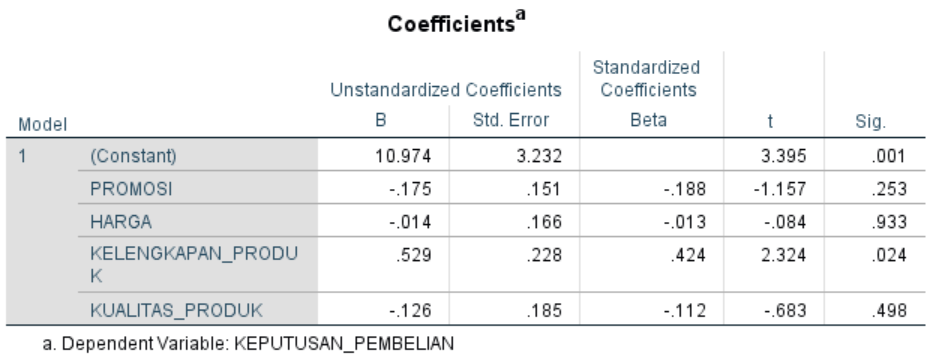 Coefficientsa
Unstandardized Coefficients Standardized Coefficients
Model B Std. Error Beta t Sig.
1 (Constant) 10.974 3.232 3.395 .001
PROMOSI -.175 .151 -.188 -1.157 .253
HARGA -.014 .166 -.013 -.084 .933
KELENGKAPAN_PRODU .529 .228 .424 2.324 .024
K
KUALITAS_PRODUK -.126 .185 -.112 -.683 .498
a. Dependent Variable: KEPUTUSAN_PEMBELIAN